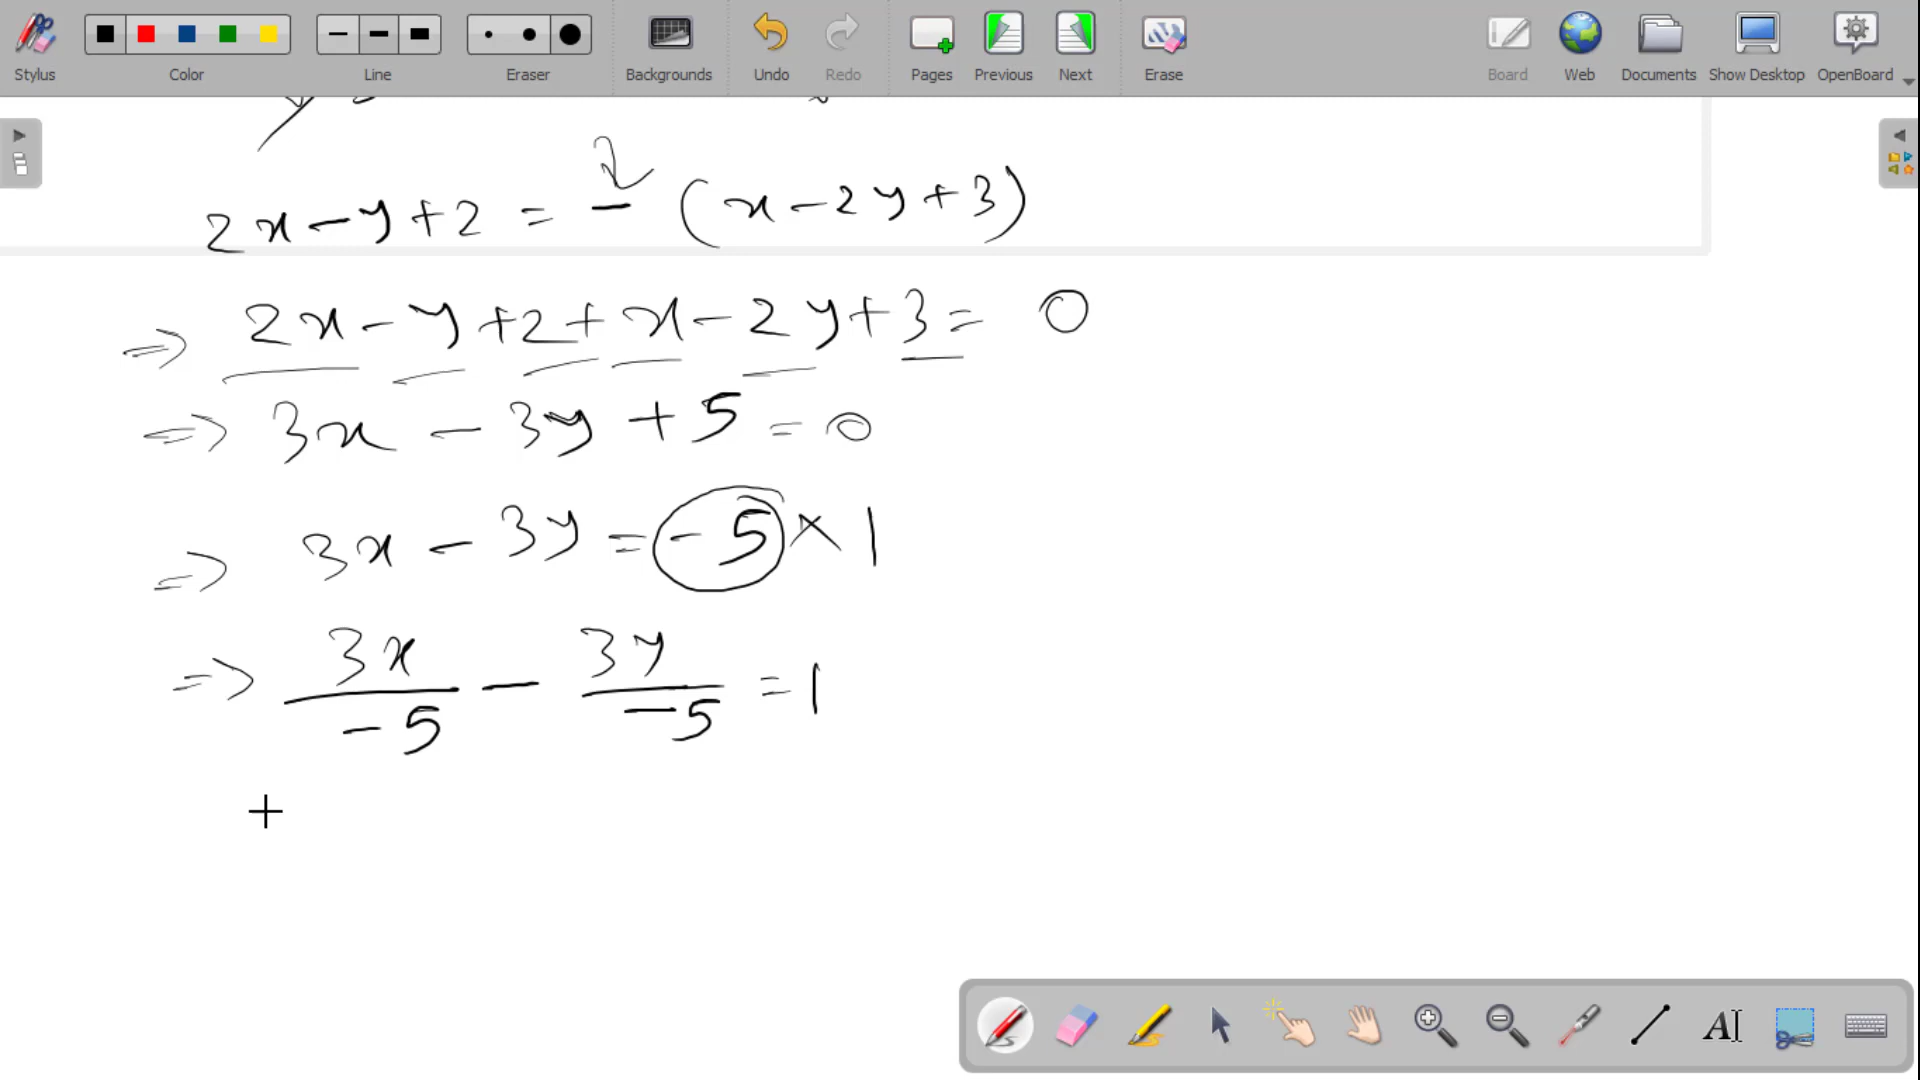 Stylus Color Line Eraser Backgrounds Undo Redo Pages Previous Next Erase Board Web Documents Show Desktop OpenBoard
2x - y + 2 = - (x - 2y + 3)
⇒ 2x - y + 2 + x - 2y + 3 = 0
⇒ 3x - 3y + 5 = 0
⇒ 3x - 3y = -5 × 1
⇒ 3x/-5 - 3y/-5 = 1